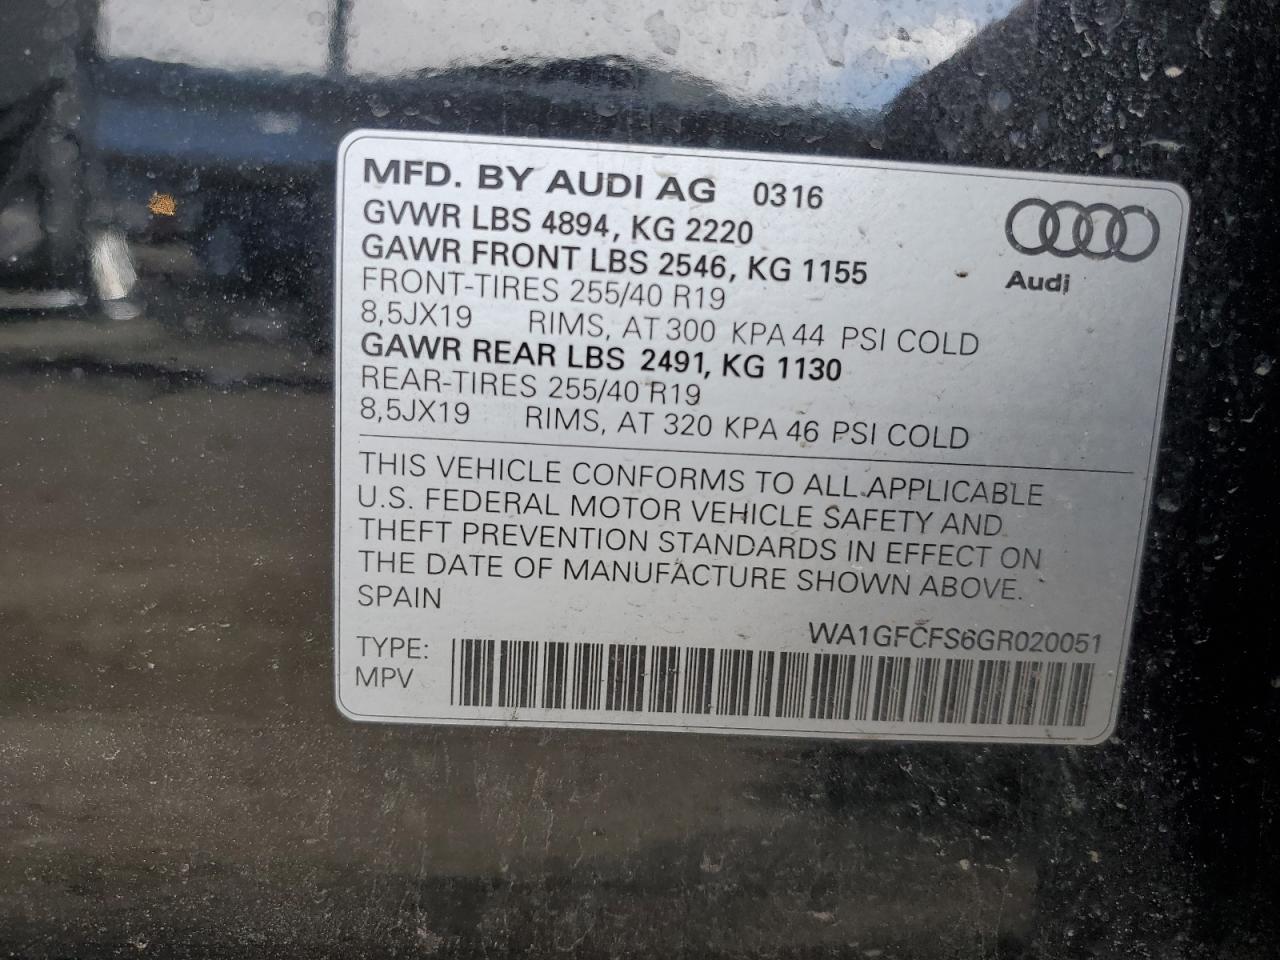 MFD. BY AUDI AG 0316
GVWR LBS 4894, KG 2220
GAWR FRONT LBS 2546, KG 1155
FRONT-TIRES 255/40 R19
8,5JX19 RIMS, AT 300 KPA 44 PSI COLD
GAWR REAR LBS 2491, KG 1130
REAR-TIRES 255/40 R19
8,5JX19 RIMS, AT 320 KPA 46 PSI COLD
Audi
THIS VEHICLE CONFORMS TO ALL APPLICABLE
U.S. FEDERAL MOTOR VEHICLE SAFETY AND
THEFT PREVENTION STANDARDS IN EFFECT ON
THE DATE OF MANUFACTURE SHOWN ABOVE.
SPAIN
WA1GFCFS6GR020051
TYPE:
MPV